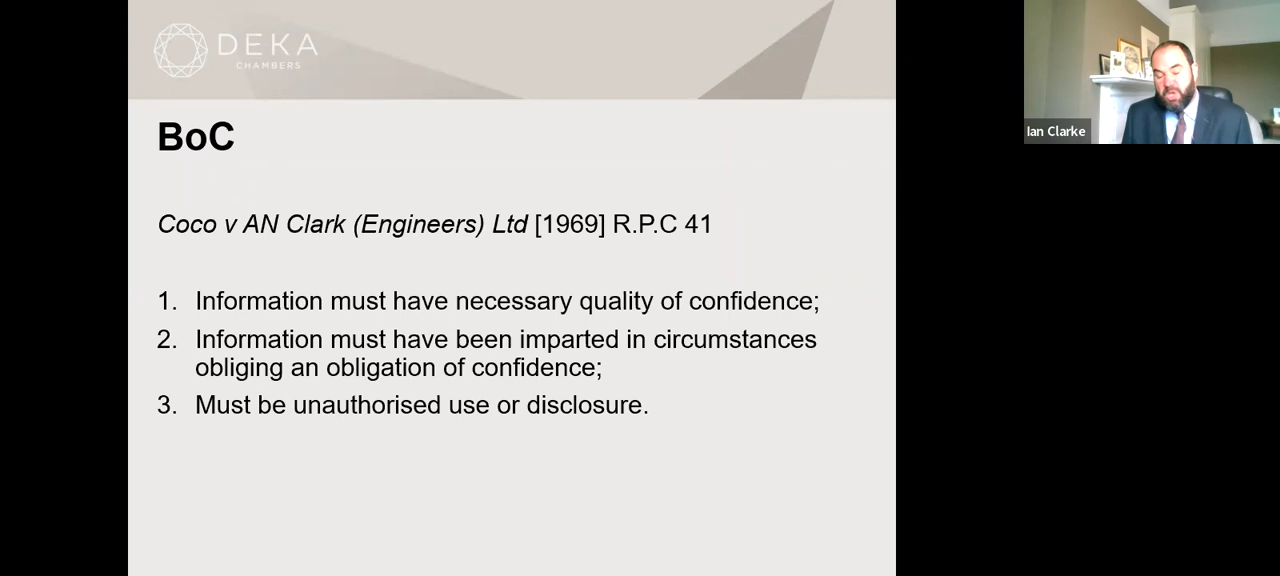 DEKA
CHAMBERS
Ian Clarke
BoC
Coco v AN Clark (Engineers) Ltd [1969] R.P.C 41
1. Information must have necessary quality of confidence;
2. Information must have been imparted in circumstances
obliging an obligation of confidence;
3. Must be unauthorised use or disclosure.